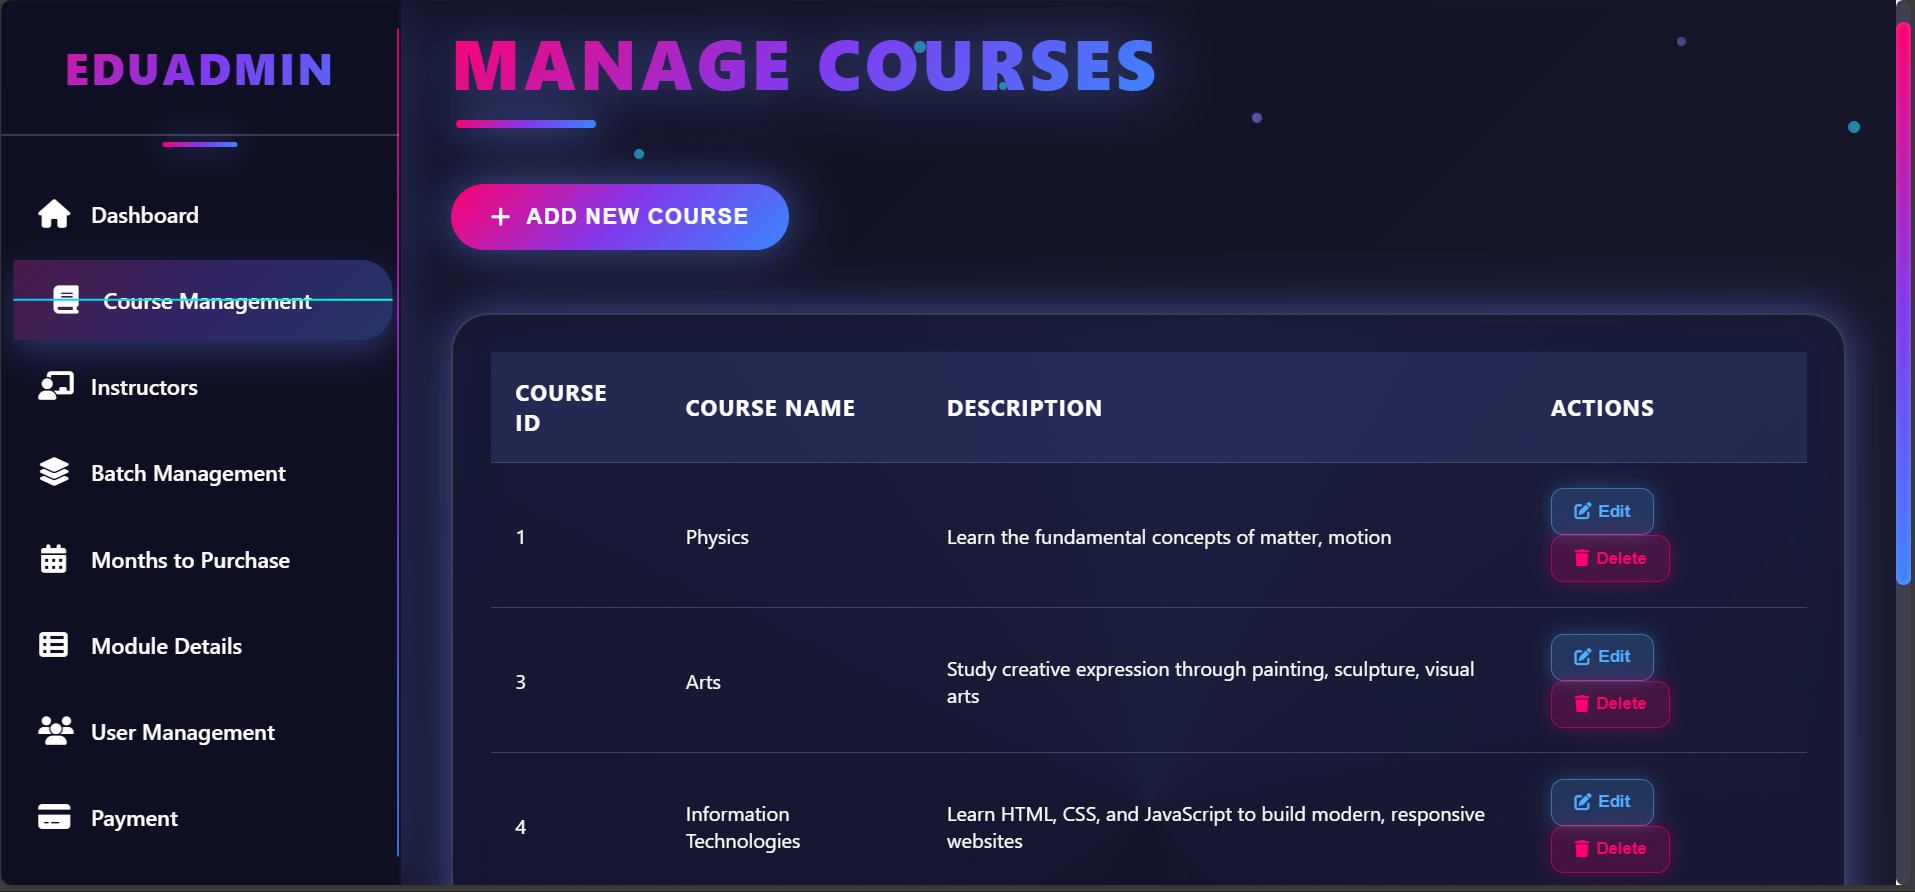 EDUADMIN
Dashboard
Course Management
Instructors
Batch Management
Months to Purchase
Module Details
User Management
Payment
MANAGE COURSES
+ ADD NEW COURSE
COURSE
ID
COURSE NAME
DESCRIPTION
ACTIONS
1
Physics
Learn the fundamental concepts of matter, motion
Edit
Delete
3
Arts
Study creative expression through painting, sculpture, visual
arts
Edit
Delete
4
Information
Technologies
Learn HTML, CSS, and JavaScript to build modern, responsive
websites
Edit
Delete